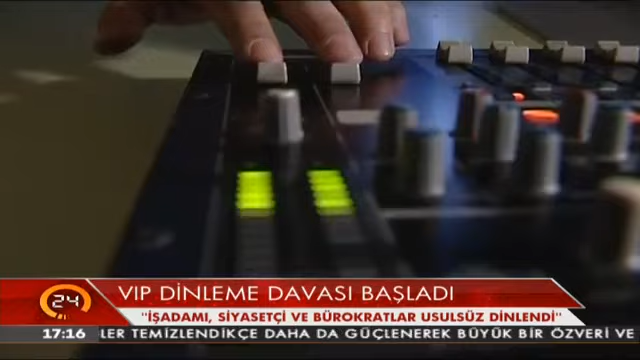 24
VIP DİNLEME DAVASI BAŞLADI
"İŞADAMI, SİYASETÇİ VE BÜROKRATLAR USULSÜZ DİNLENDİ"
17:16 LER TEMİZLENDİKÇE DAHA DA GÜÇLENEREK BÜYÜK BİR ÖZVERİ VE